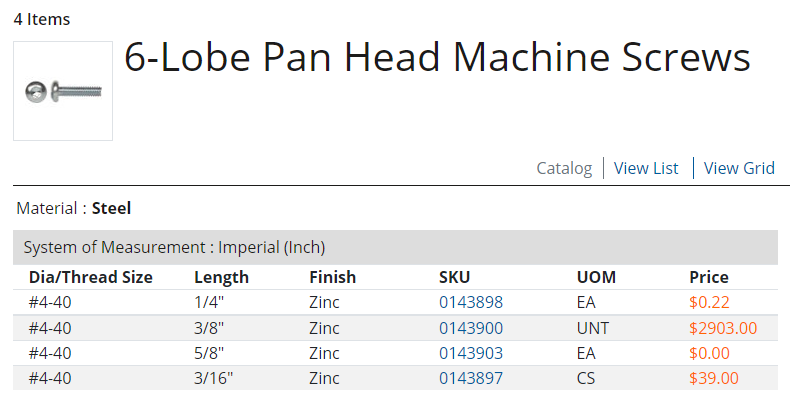 4 Items
6-Lobe Pan Head Machine Screws
Catalog | View List | View Grid
Material : Steel
System of Measurement : Imperial (Inch)
Dia/Thread Size Length Finish SKU UOM Price
#4-40 1/4" Zinc 0143898 EA $0.22
#4-40 3/8" Zinc 0143900 UNT $2903.00
#4-40 5/8" Zinc 0143903 EA $0.00
#4-40 3/16" Zinc 0143897 CS $39.00